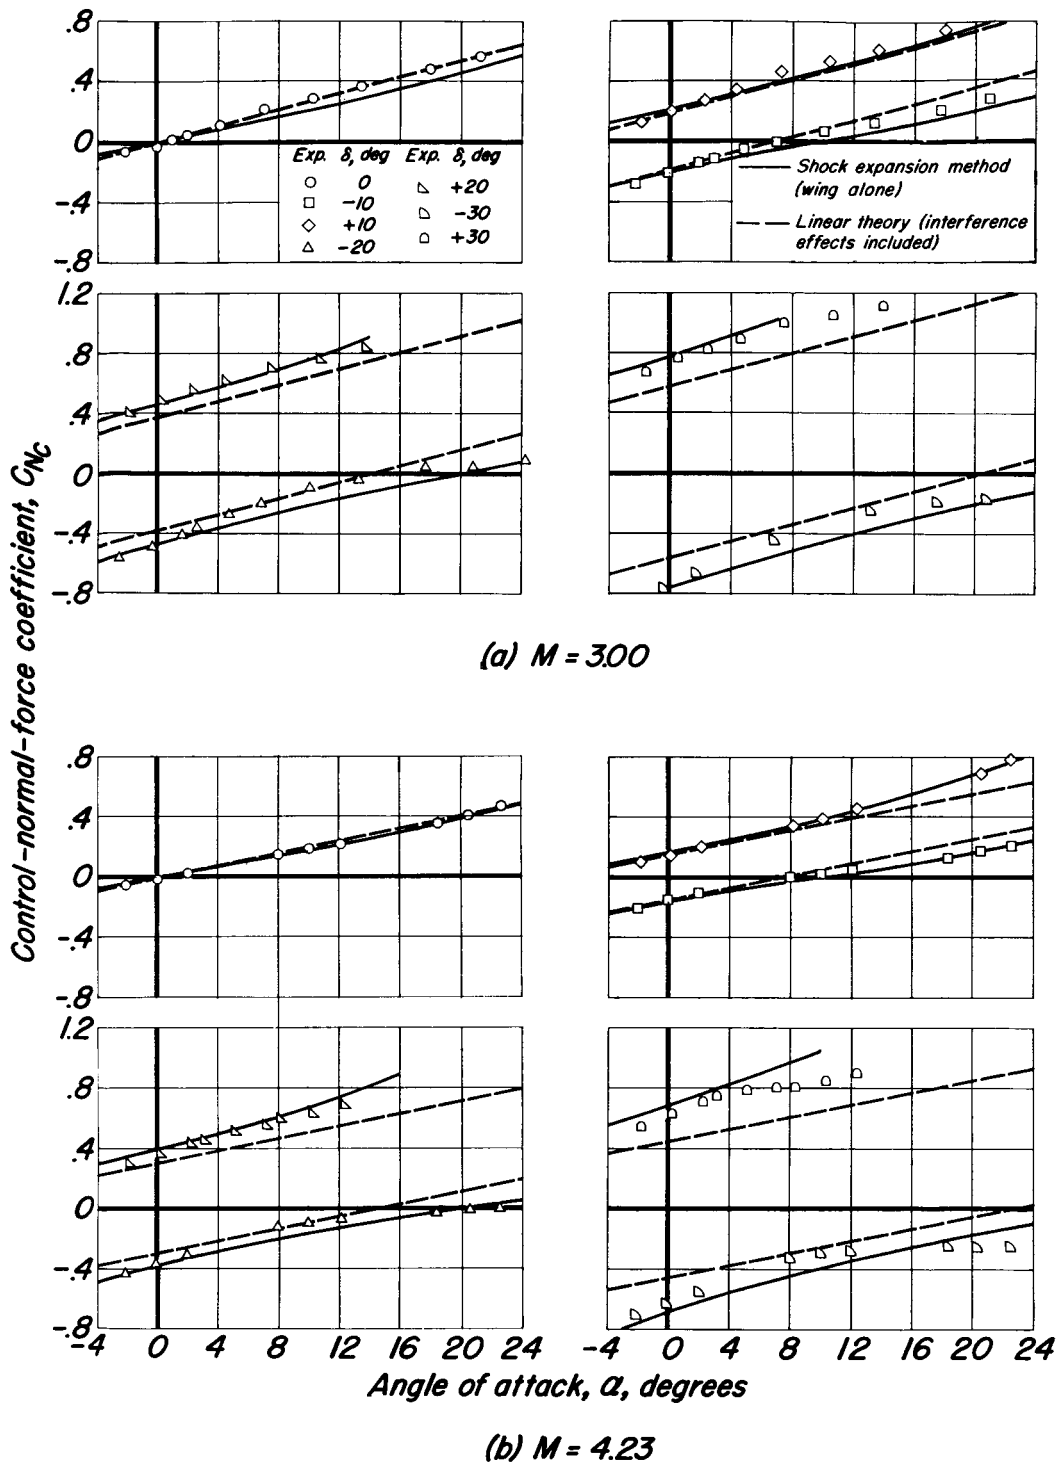 .8
.4
0
-.4
-.8
Exp. δ, deg Exp. δ, deg
0 +20
-10 -30
+10 +30
-20
Shock expansion method
(wing alone)
Linear theory (interference
effects included)
1.2
.8
.4
0
-.4
-.8
(a) M = 3.00
Control-normal-force coefficient, CNc
.8
.4
0
-.4
-.8
1.2
.8
.4
0
-.4
-.8
-4 0 4 8 12 16 20 24 -4 0 4 8 12 16 20 24
Angle of attack, α, degrees
(b) M = 4.23